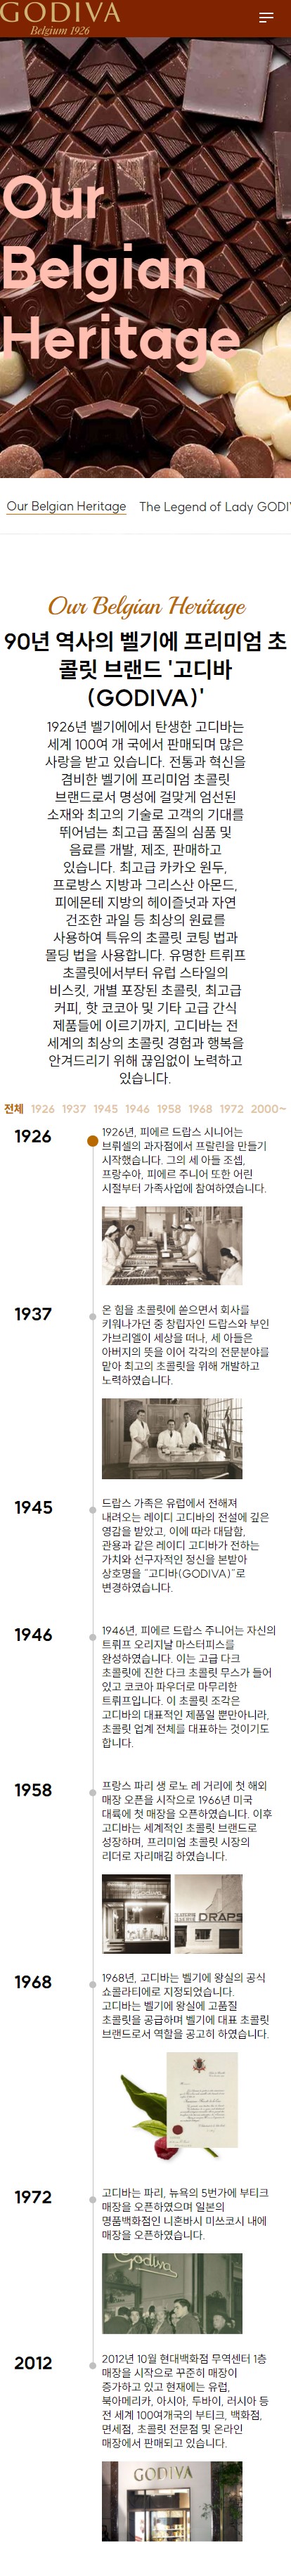 GODIVA
Belgium 1926
Our
Belgian
Heritage
Our Belgian Heritage
The Legend of Lady GODI
Our Belgian Heritage
90년 역사의 벨기에 프리미엄 초
콜릿 브랜드 '고디바
(GODIVA)'
1926년 벨기에에서 탄생한 고디바는
세계 100여 개 국에서 판매되며 많은
사랑을 받고 있습니다. 전통과 혁신을
겸비한 벨기에 프리미엄 초콜릿
브랜드로서 명성에 걸맞게 엄선된
소재와 최고의 기술로 고객의 기대를
뛰어넘는 최고급 품질의 심품 및
음료를 개발, 제조, 판매하고
있습니다. 최고급 카카오 원두,
프로방스 지방과 그리스산 아몬드,
피에몬테 지방의 헤이즐넛과 자연
건조한 과일 등 최상의 원료를
사용하여 특유의 초콜릿 코팅 법과
몰딩 법을 사용합니다. 유명한 트뤼프
초콜릿에서부터 유럽 스타일의
비스킷, 개별 포장된 초콜릿, 최고급
커피, 핫 코코아 및 기타 고급 간식
제품들에 이르기까지, 고디바는 전
세계의 최상의 초콜릿 경험과 행복을
안겨드리기 위해 끊임없이 노력하고
있습니다.
전체 1926 1937 1945 1946 1958 1968 1972 2000~
1926
1926년, 피에르 드랍스 시니어는
브뤼셀의 과자점에서 프랄린을 만들기
시작했습니다. 그의 세 아들 조셉,
프랑수아, 피에르 주니어 또한 어린
시절부터 가족사업에 참여하였습니다.
1937
온 힘을 초콜릿에 쏟으면서 회사를
키워나가던 중 창립자인 드랍스와 부인
가브리엘이 세상을 떠나, 세 아들은
아버지의 뜻을 이어 각각의 전문분야를
맡아 최고의 초콜릿을 위해 개발하고
노력하였습니다.
1945
드랍스 가족은 유럽에서 전해져
내려오는 레이디 고디바의 전설에 깊은
영감을 받았고, 이에 따라 대담함,
관용과 같은 레이디 고디바가 전하는
가치와 선구자적인 정신을 본받아
상호명을 “고디바(GODIVA)”로
변경하였습니다.
1946
1946년, 피에르 드랍스 주니어는 자신의
트뤼프 오리지날 마스터피스를
완성하였습니다. 이는 고급 다크
초콜릿에 진한 다크 초콜릿 무스가 들어
있고 코코아 파우더로 마무리한
트뤼프입니다. 이 초콜릿 조각은
고디바의 대표적인 제품일 뿐만아니라,
초콜릿 업계 전체를 대표하는 것이기도
합니다.
1958
프랑스 파리 생 로노 레 거리에 첫 해외
매장 오픈을 시작으로 1966년 미국
대륙에 첫 매장을 오픈하였습니다. 이후
고디바는 세계적인 초콜릿 브랜드로
성장하며, 프리미엄 초콜릿 시장의
리더로 자리매김 하였습니다.
Godiva
DRAPS
1968
1968년, 고디바는 벨기에 왕실의 공식
쇼콜라티에로 지정되었습니다.
고디바는 벨기에 왕실에 고품질
초콜릿을 공급하며 벨기에 대표 초콜릿
브랜드로서 역할을 공고히 하였습니다.
1972
고디바는 파리, 뉴욕의 5번가에 부티크
매장을 오픈하였으며 일본의
명품백화점인 니혼바시 미쓰코시 내에
매장을 오픈하였습니다.
Godiva
2012
2012년 10월 현대백화점 무역센터 1층
매장을 시작으로 꾸준히 매장이
증가하고 있고 현재에는 유럽,
북아메리카, 아시아, 두바이, 러시아 등
전 세계 100여개국의 부티크, 백화점,
면세점, 초콜릿 전문점 및 온라인
매장에서 판매되고 있습니다.
GODIVA